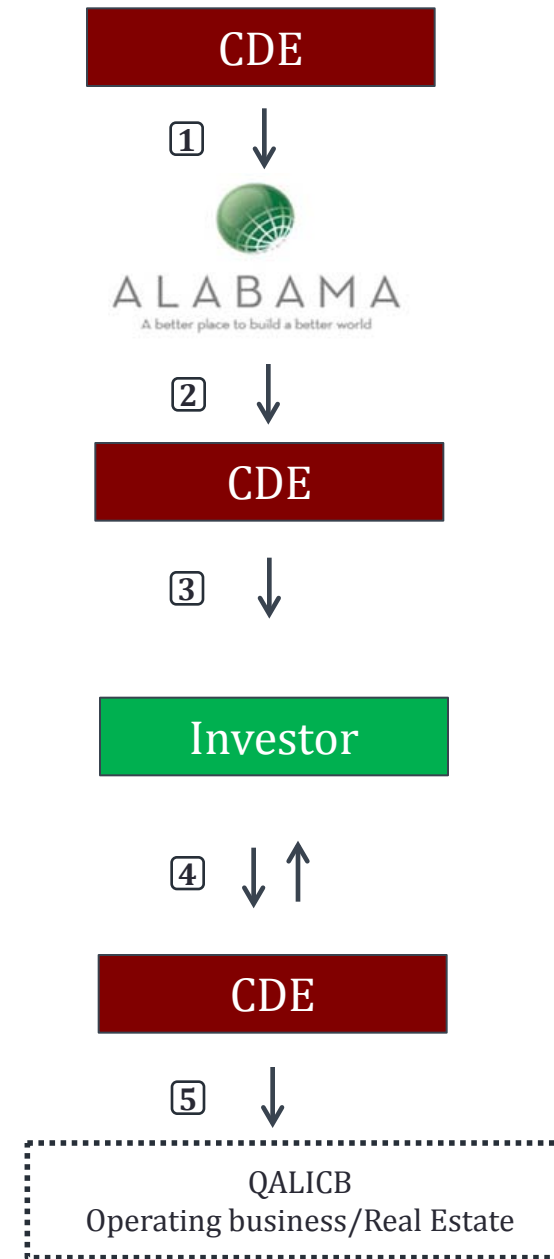 CDE
1
ALABAMA
A better place to build a better world
2
CDE
3
Investor
4
CDE
5
QALICB
Operating business/Real Estate